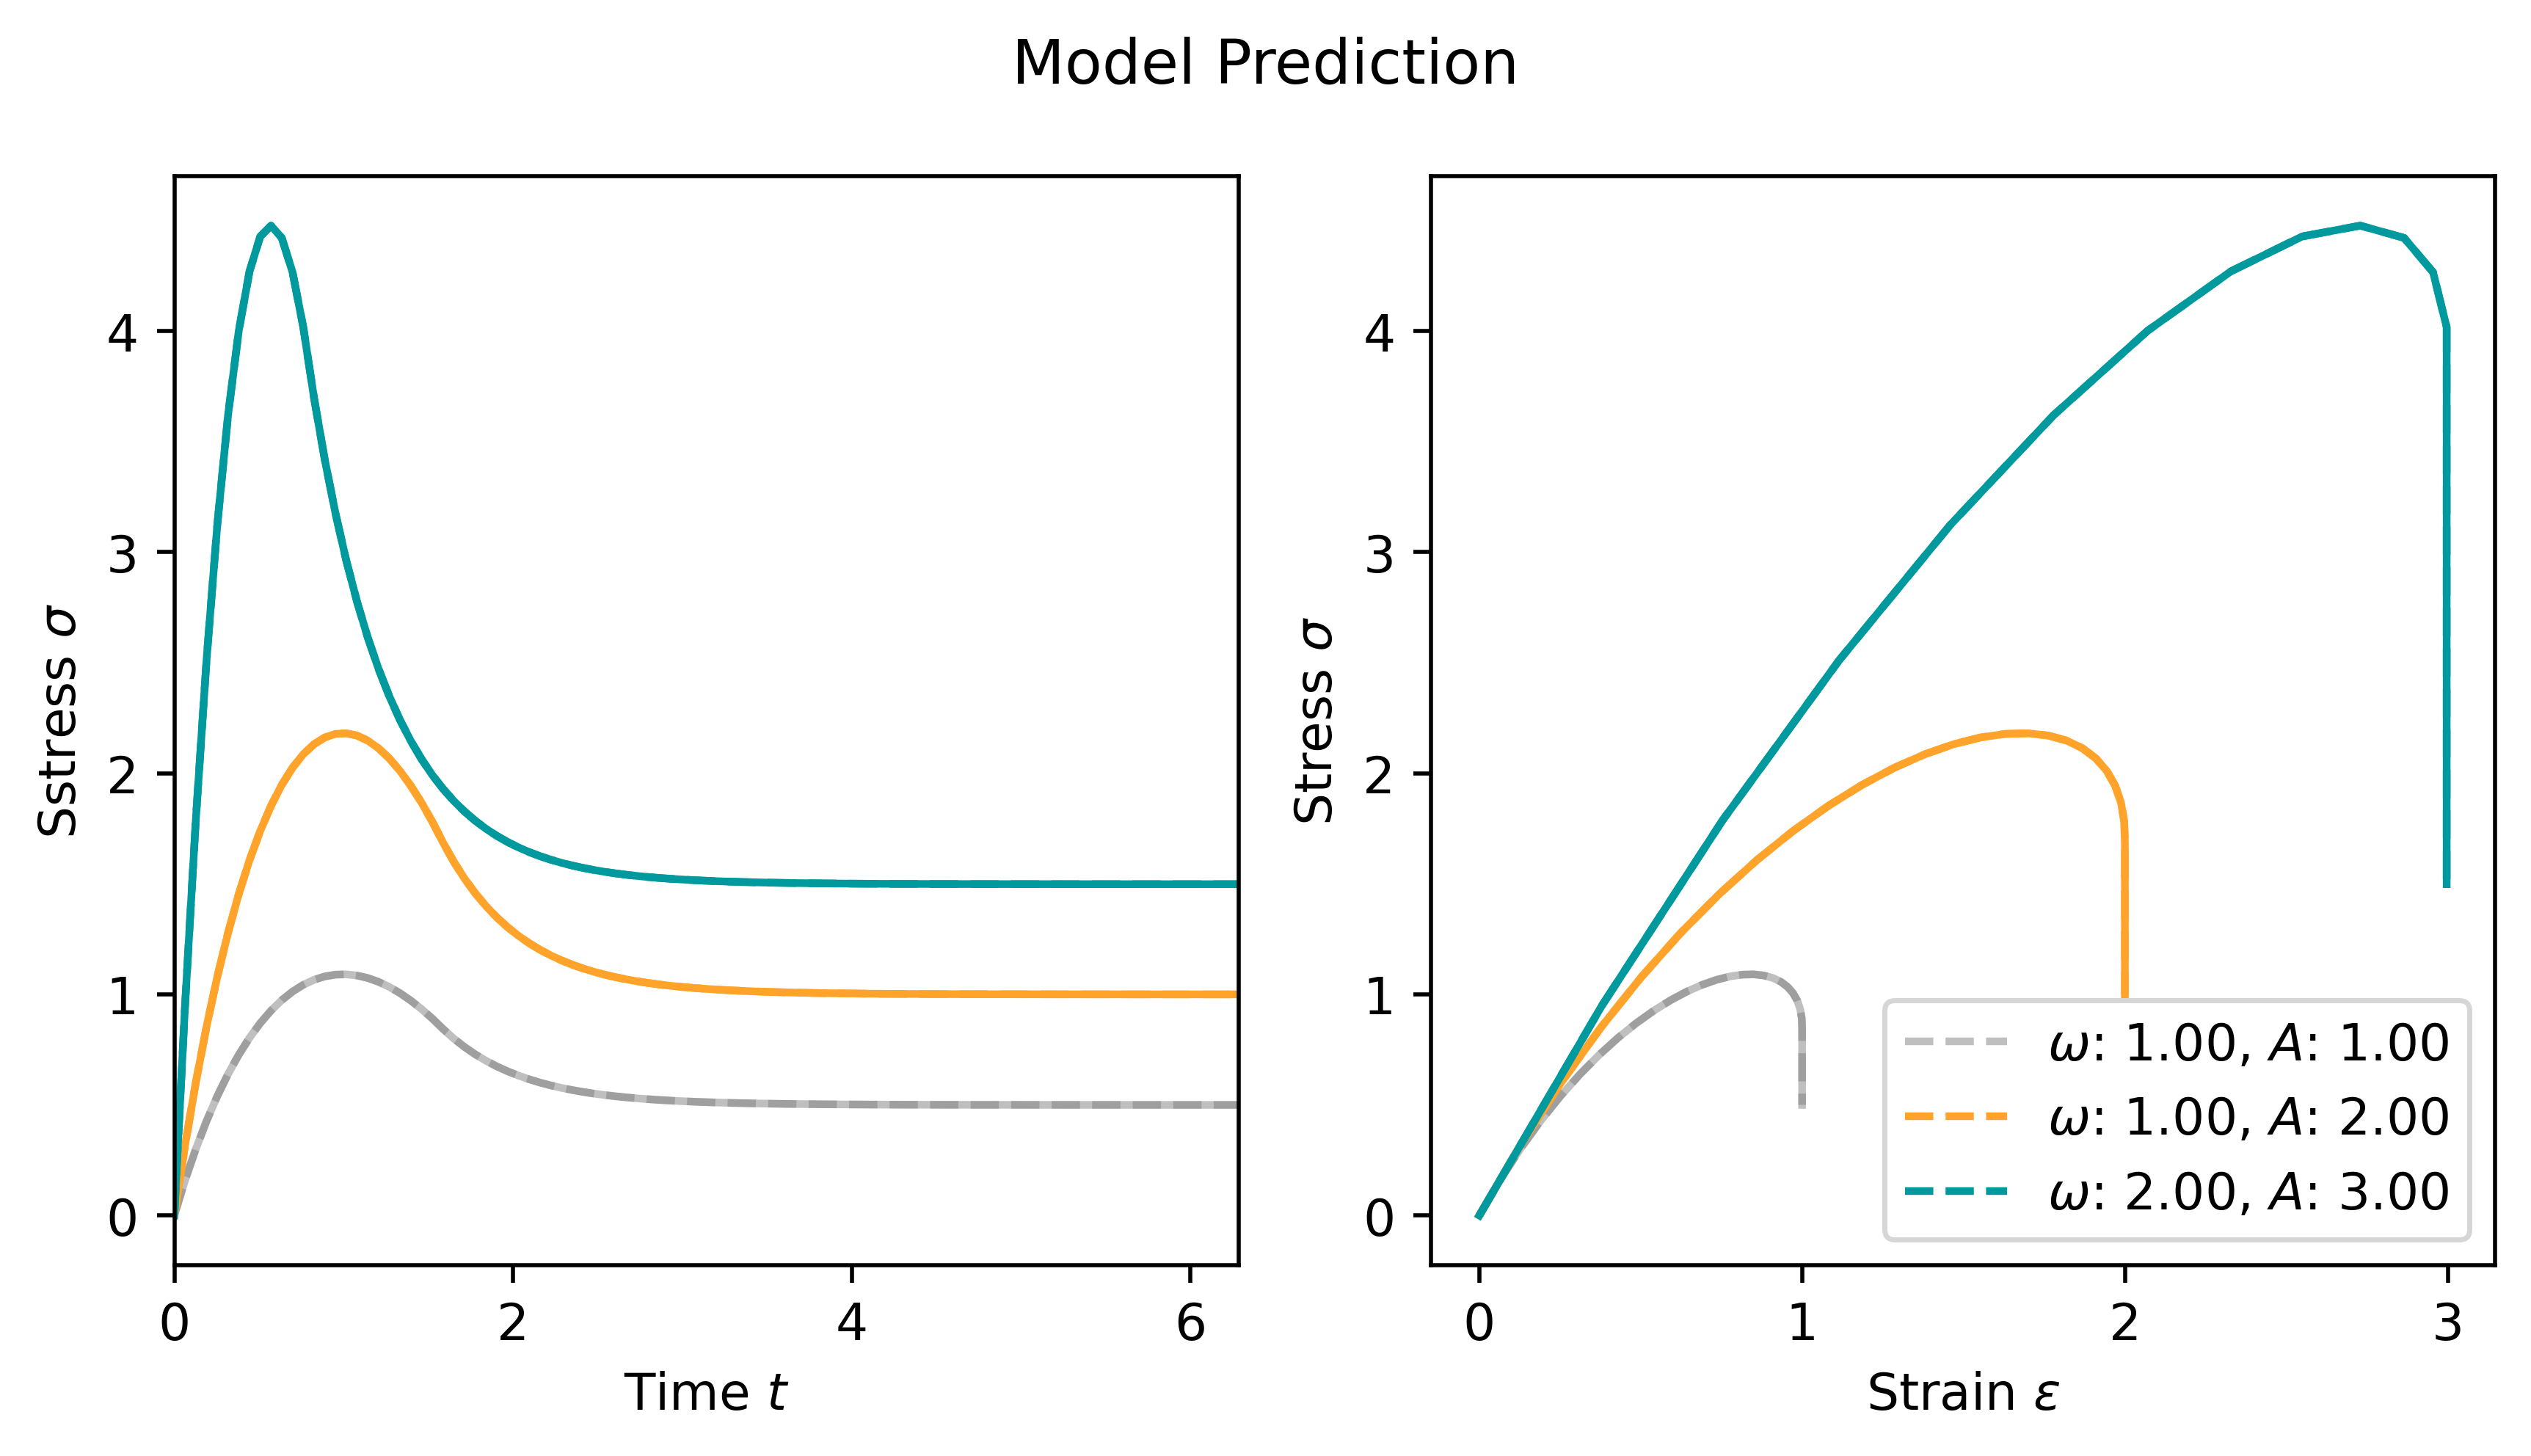 Model Prediction
4
3
2
1
0
Sstress σ
0 2 4 6
Time t
4
3
2
1
0
Stress σ
ω: 1.00, A: 1.00
ω: 1.00, A: 2.00
ω: 2.00, A: 3.00
0 1 2 3
Strain ε